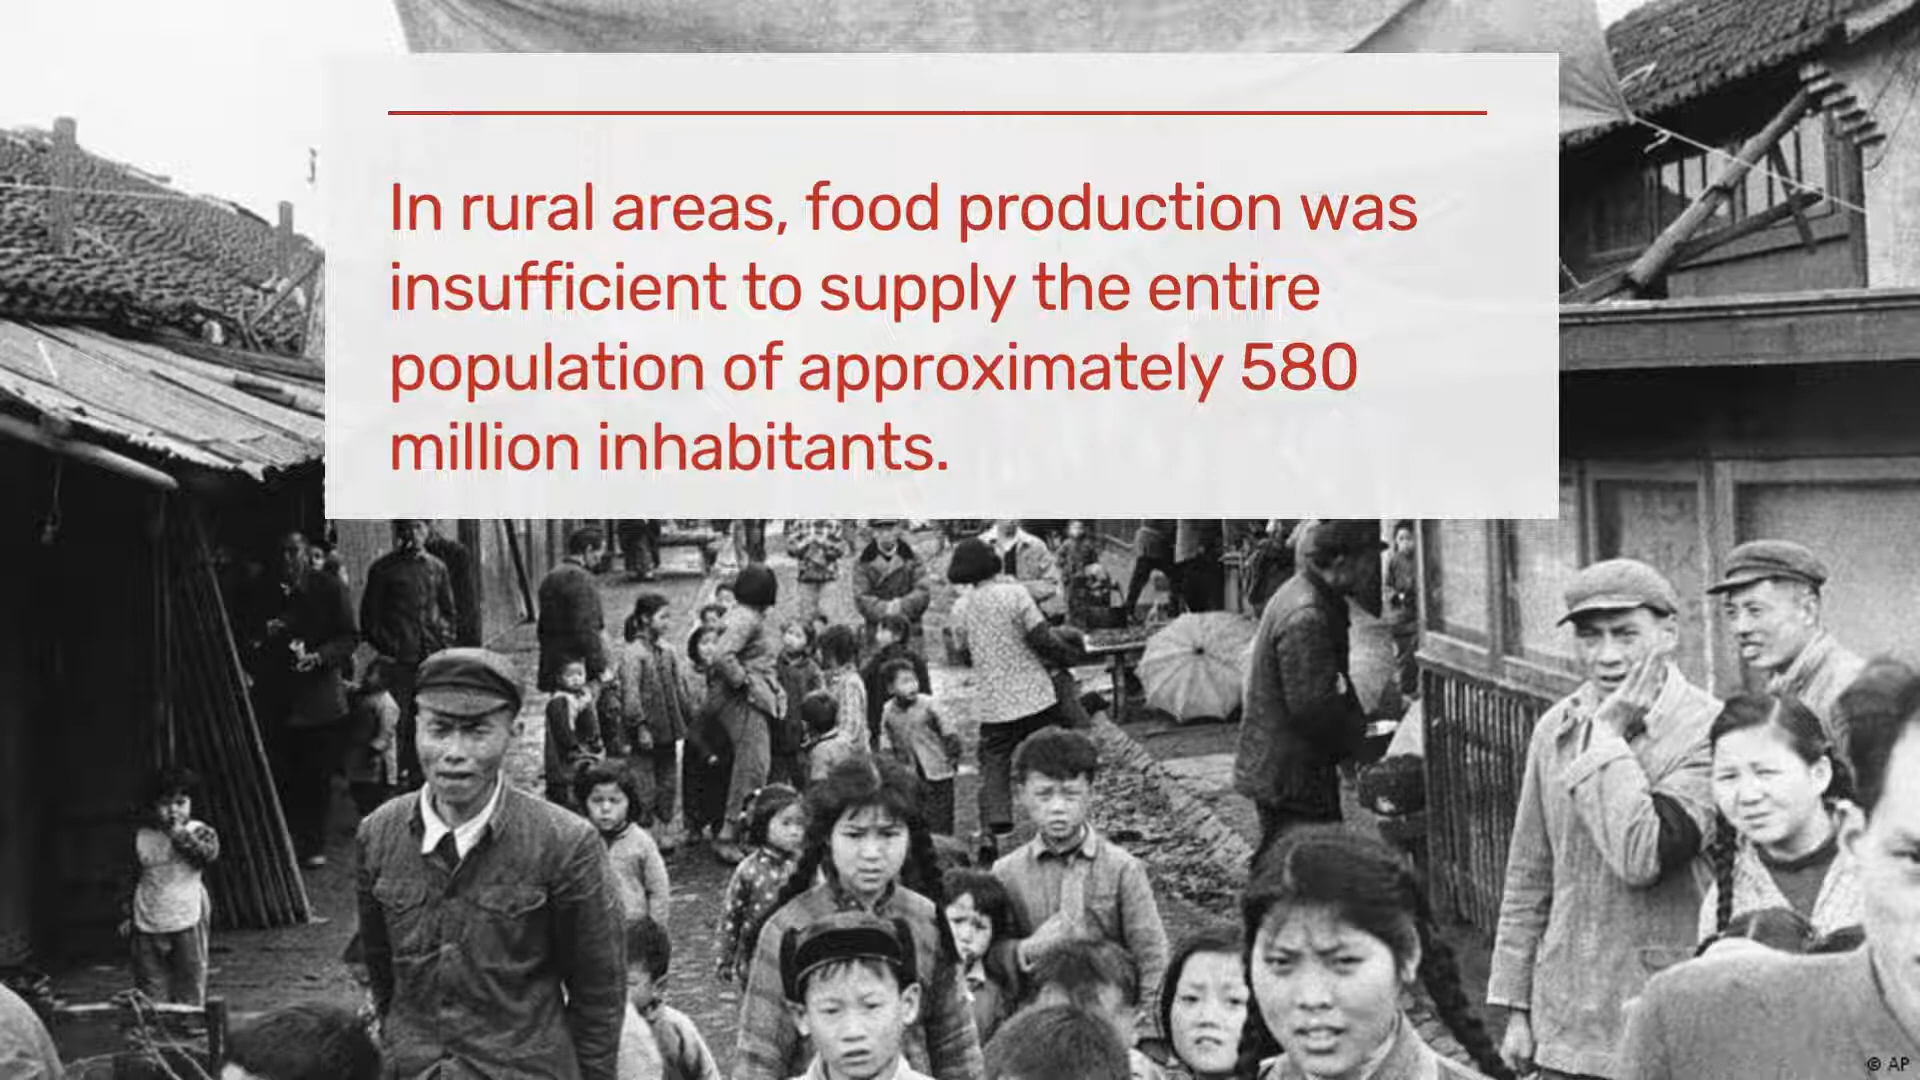 In rural areas, food production was
insufficient to supply the entire
population of approximately 580
million inhabitants.
© AP